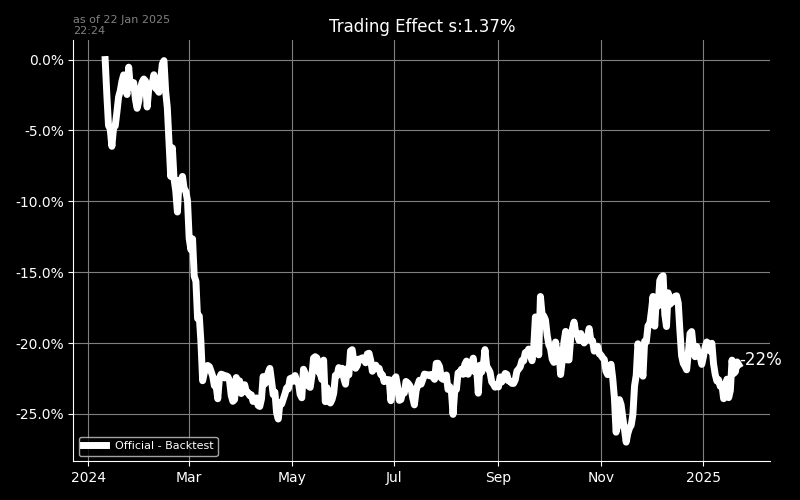 as of 22 Jan 2025
22:24
Trading Effect s:1.37%
0.0%
-5.0%
-10.0%
-15.0%
-20.0%
-25.0%
-22%
Official - Backtest
2024 Mar May Jul Sep Nov 2025